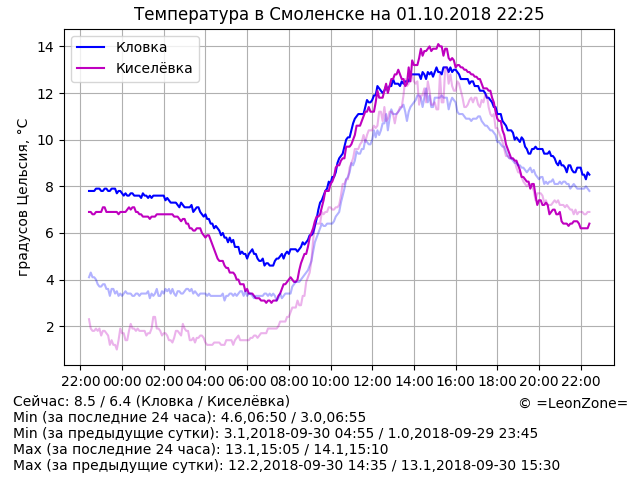 Температура в Смоленске на 01.10.2018 22:25
градусов Цельсия, °C
14
12
10
8
6
4
2
Кловка
Киселёвка
22:00 00:00 02:00 04:00 06:00 08:00 10:00 12:00 14:00 16:00 18:00 20:00 22:00
Сейчас: 8.5 / 6.4 (Кловка / Киселёвка)
© =LeonZone=
Min (за последние 24 часа): 4.6,06:50 / 3.0,06:55
Min (за предыдущие сутки): 3.1,2018-09-30 04:55 / 1.0,2018-09-29 23:45
Max (за последние 24 часа): 13.1,15:05 / 14.1,15:10
Max (за предыдущие сутки): 12.2,2018-09-30 14:35 / 13.1,2018-09-30 15:30